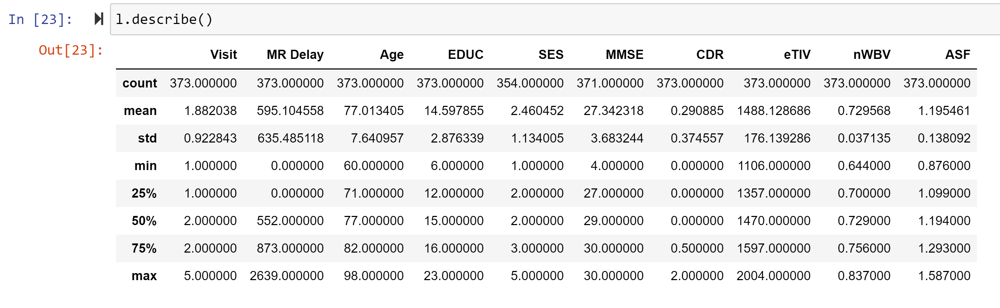 In [23]: l.describe()
Out[23]:
Visit MR Delay Age EDUC SES MMSE CDR eTIV nWBV ASF
count 373.000000 373.000000 373.000000 373.000000 354.000000 371.000000 373.000000 373.000000 373.000000 373.000000
mean 1.882038 595.104558 77.013405 14.597855 2.460452 27.342318 0.290885 1488.128686 0.729568 1.195461
std 0.922843 635.485118 7.640957 2.876339 1.134005 3.683244 0.374557 176.139286 0.037135 0.138092
min 1.000000 0.000000 60.000000 6.000000 1.000000 4.000000 0.000000 1106.000000 0.644000 0.876000
25% 1.000000 0.000000 71.000000 12.000000 2.000000 27.000000 0.000000 1357.000000 0.700000 1.099000
50% 2.000000 552.000000 77.000000 15.000000 2.000000 29.000000 0.000000 1470.000000 0.729000 1.194000
75% 2.000000 873.000000 82.000000 16.000000 3.000000 30.000000 0.500000 1597.000000 0.756000 1.293000
max 5.000000 2639.000000 98.000000 23.000000 5.000000 30.000000 2.000000 2004.000000 0.837000 1.587000